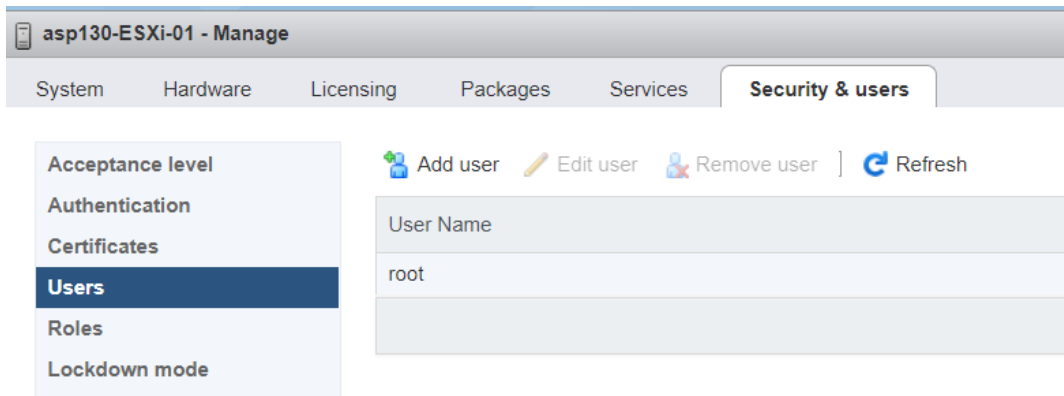 asp130-ESXi-01 - Manage
System Hardware Licensing Packages Services Security & users
Acceptance level
Authentication
Certificates
Users
Roles
Lockdown mode
Add user Edit user Remove user Refresh
User Name
root